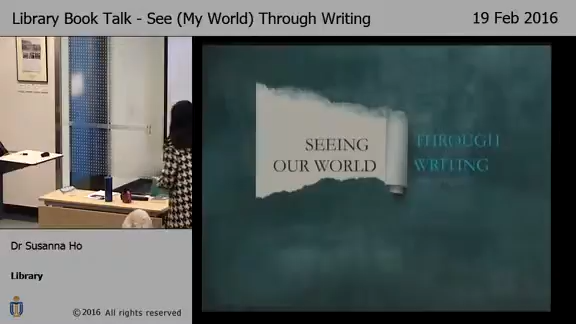 Library Book Talk - See (My World) Through Writing
19 Feb 2016
SEEING
OUR WORLD
THROUGH
WRITING
Dr Susanna Ho
Library
©2016 All rights reserved